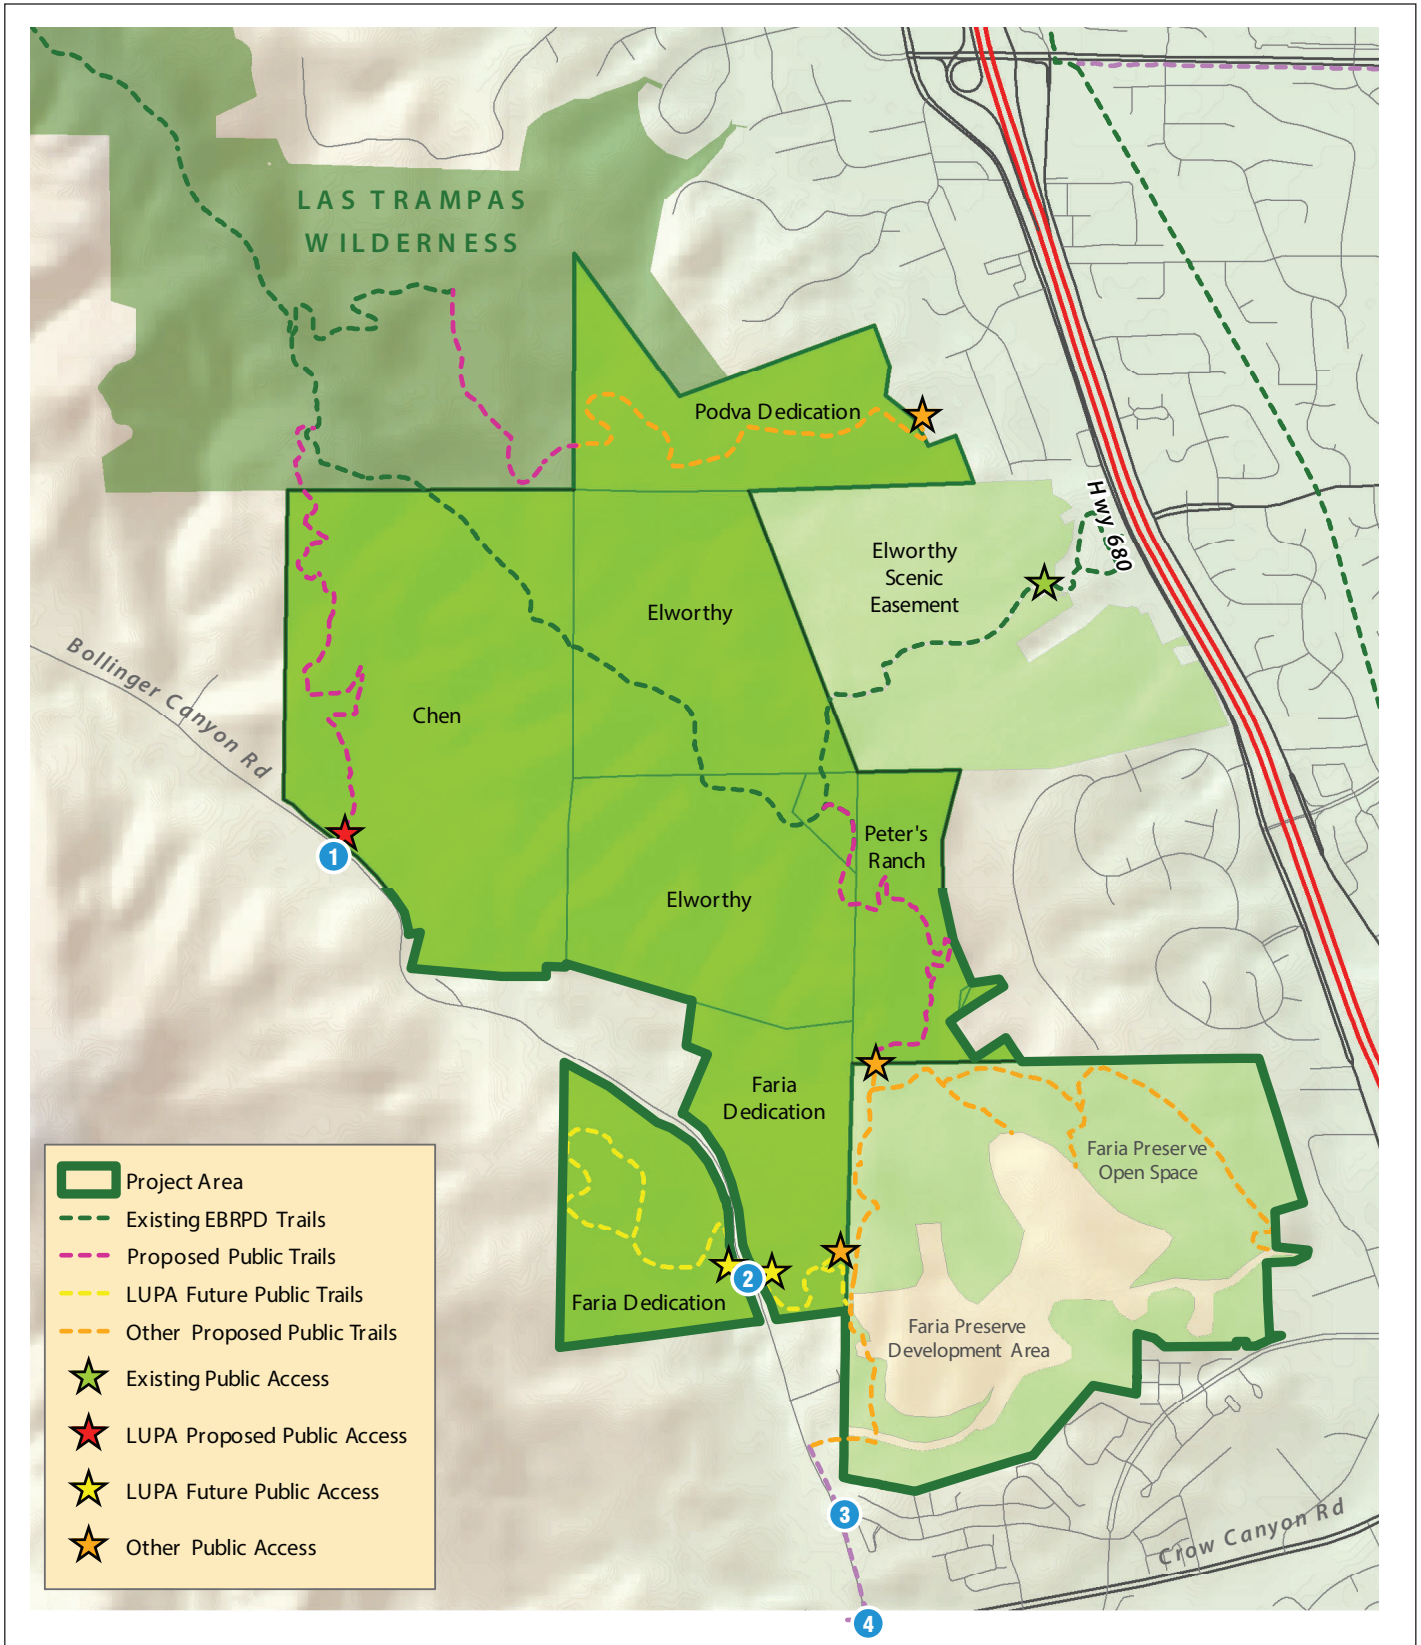 LAS TRAMPAS
WILDERNESS
Podva Dedication
Hwy 680
Elworthy
Scenic
Easement
Elworthy
Bollinger Canyon Rd
Chen
Peter's
Ranch
1
Elworthy
Faria
Dedication
Faria Preserve
Open Space
2
Faria Dedication
Faria Preserve
Development Area
3
Crow Canyon Rd
4
Project Area
Existing EBRPD Trails
Proposed Public Trails
LUPA Future Public Trails
Other Proposed Public Trails
Existing Public Access
LUPA Proposed Public Access
LUPA Future Public Access
Other Public Access